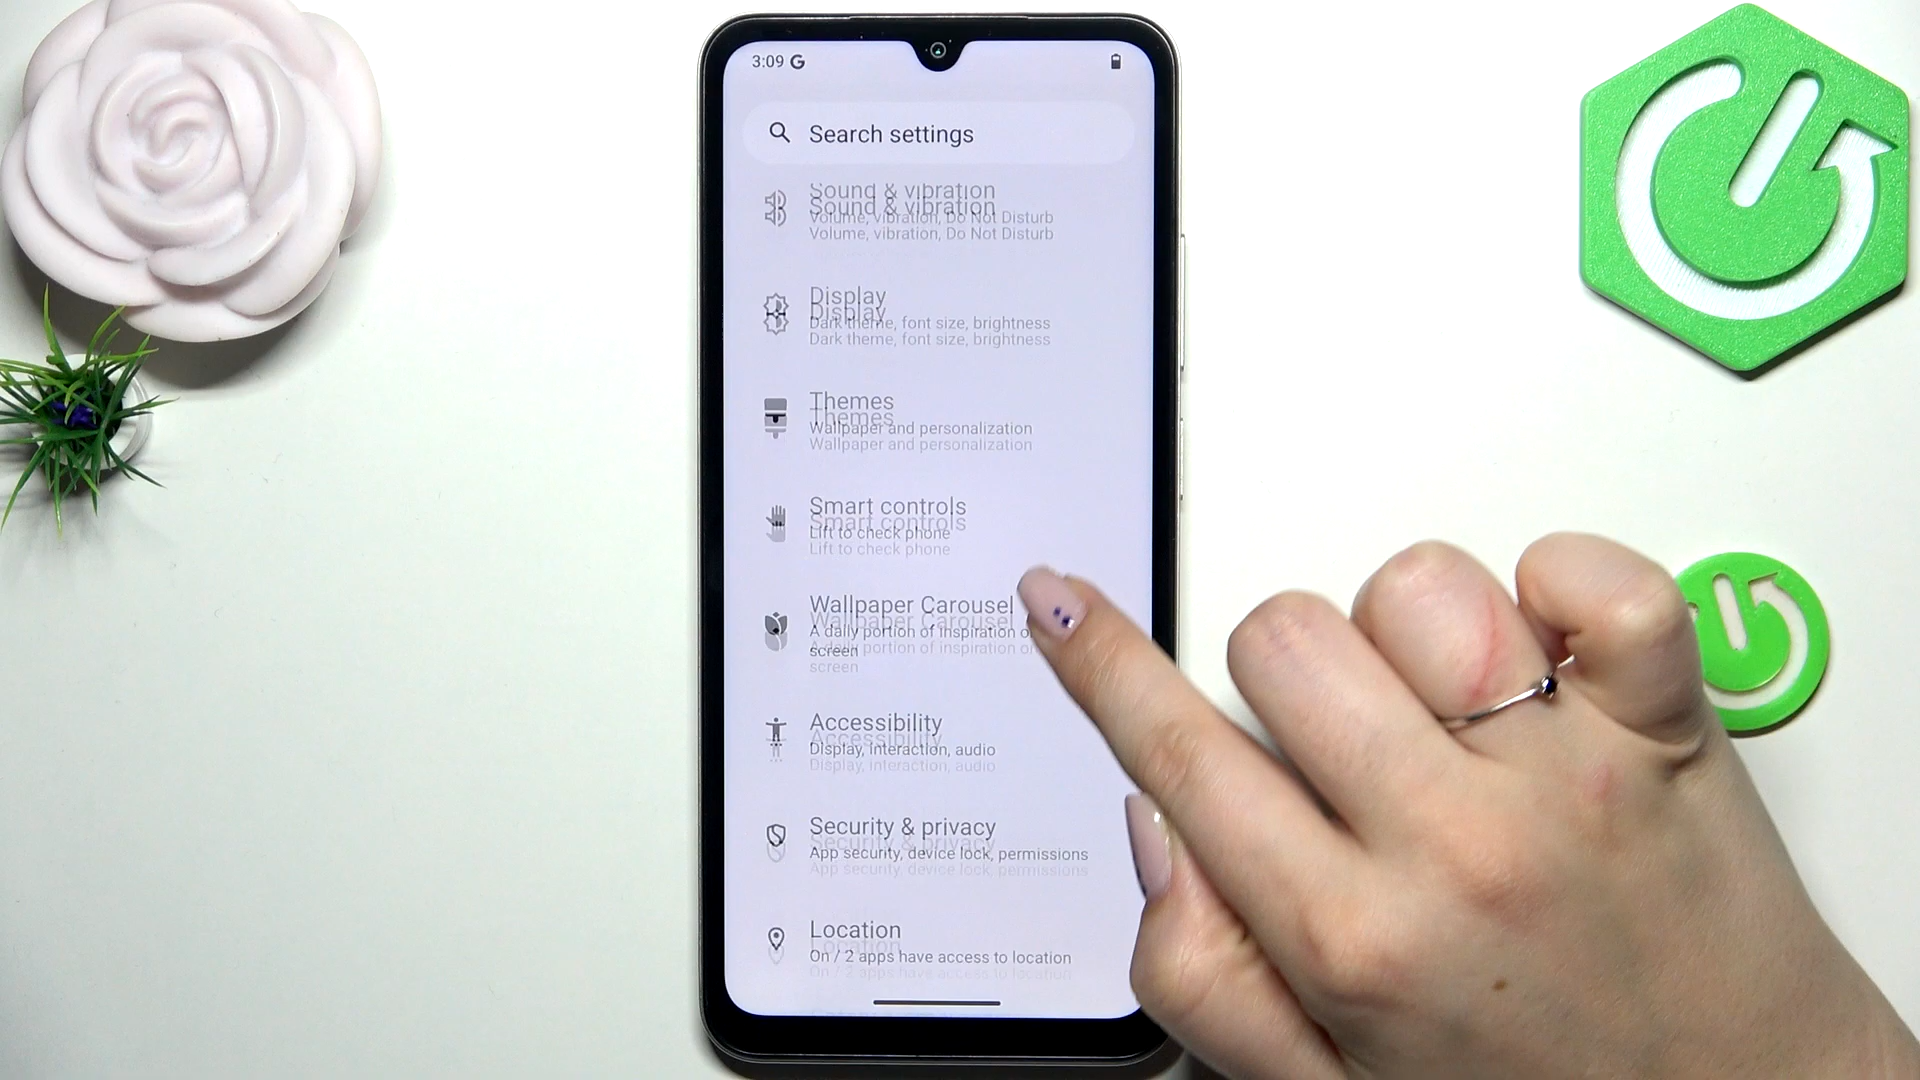 3:09 G
Search settings
Sound & vibration
Volume, vibration, Do Not Disturb
Display
Dark theme, font size, brightness
Themes
Wallpaper and personalization
Smart controls
Lift to check phone
Wallpaper Carousel
A daily portion of inspiration
screen
Accessibility
Display, interaction, audio
Security & privacy
App security, device lock, permissions
Location
On / 2 apps have access to location